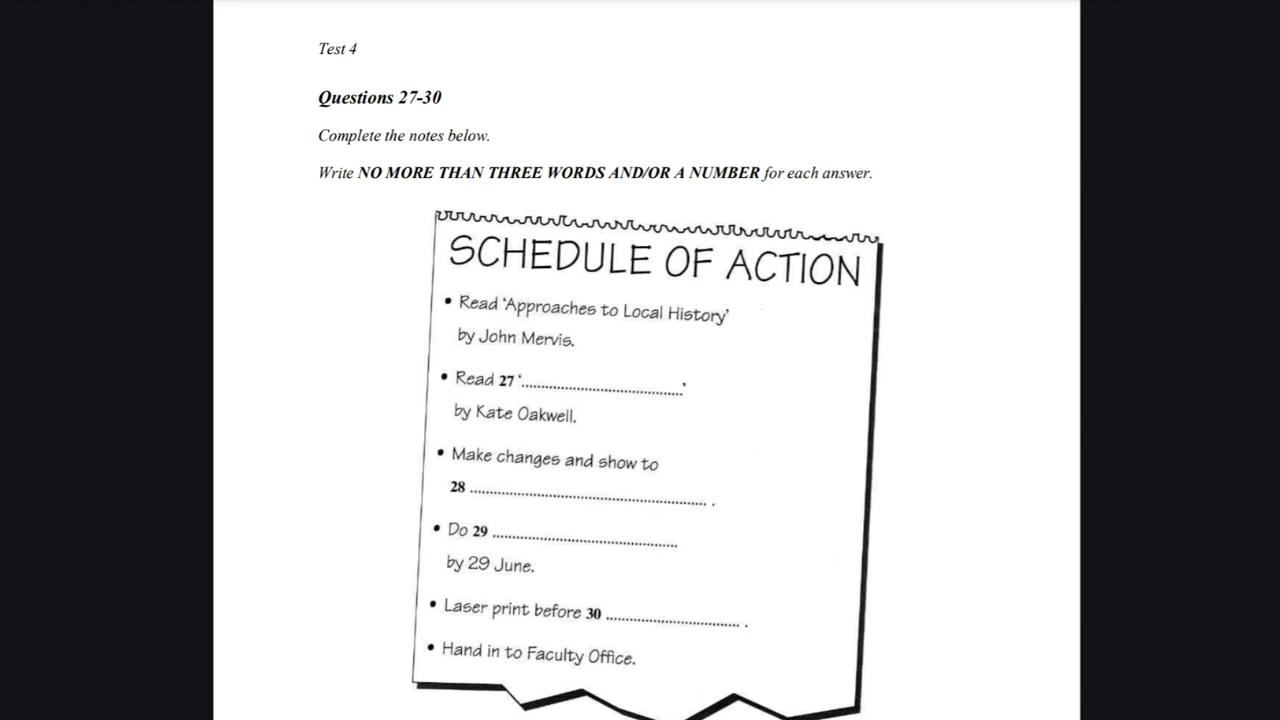 Test 4
Questions 27-30
Complete the notes below.
Write NO MORE THAN THREE WORDS AND/OR A NUMBER for each answer.
SCHEDULE OF ACTION
• Read 'Approaches to Local History'
by John Mervis.
• Read 27 '..............................'
by Kate Oakwell.
• Make changes and show to
28 .............................. .
• Do 29 ..............................
by 29 June.
• Laser print before 30 .............................. .
• Hand in to Faculty Office.